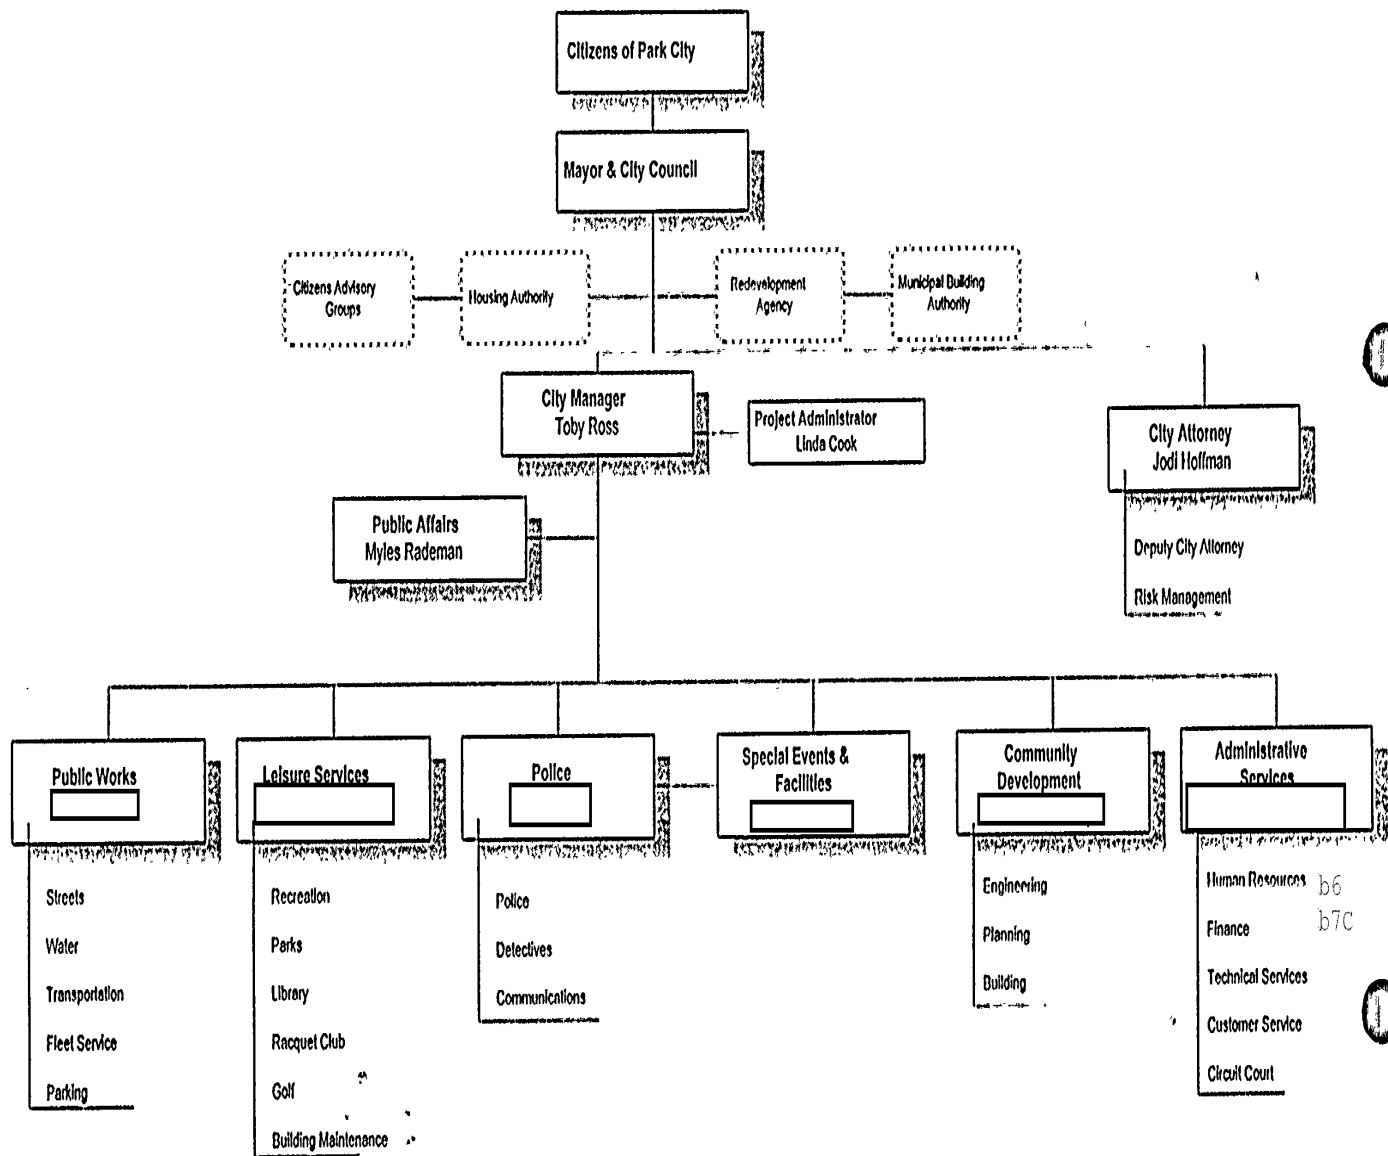 Citizens of Park City
Mayor & City Council
Citizens Advisory
Groups
Housing Authority
Redevelopment
Agency
Municipal Building
Authority
City Manager
Toby Ross
Project Administrator
Linda Cook
City Attorney
Jodi Hoffman
Deputy City Attorney
Risk Management
Public Affairs
Myles Rademan
Public Works
Streets
Water
Transportation
Fleet Service
Parking
Leisure Services
Recreation
Parks
Library
Racquet Club
Golf
Building Maintenance
Police
Police
Detectives
Communications
Special Events &
Facilities
Community
Development
Engineering
Planning
Building
Administrative
Services
Human Resources
Finance
Technical Services
Customer Service
Circuit Court
b6
b7C